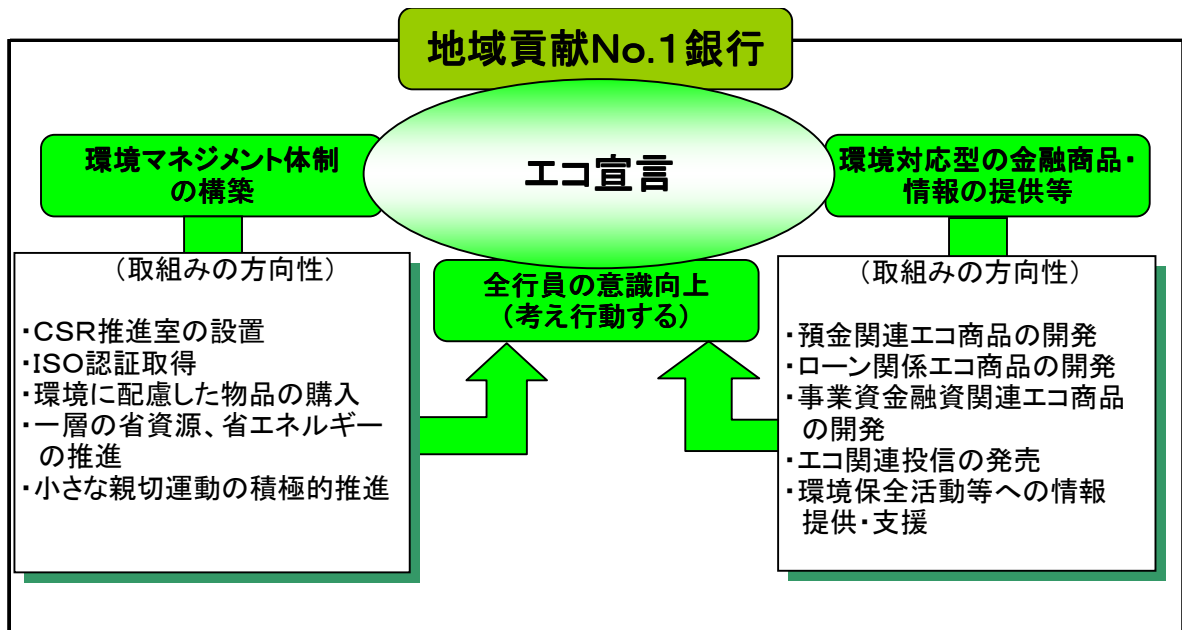 地域貢献No.1銀行
エコ宣言
環境マネジメント体制
の構築
(取組みの方向性)
・CSR推進室の設置
・ISO認証取得
・環境に配慮した物品の購入
・一層の省資源、省エネルギー
の推進
・小さな親切運動の積極的推進
全行員の意識向上
(考え行動する)
環境対応型の金融商品・
情報の提供等
(取組みの方向性)
・預金関連エコ商品の開発
・ローン関係エコ商品の開発
・事業資金融資関連エコ商品
の開発
・エコ関連投信の発売
・環境保全活動等への情報
提供・支援